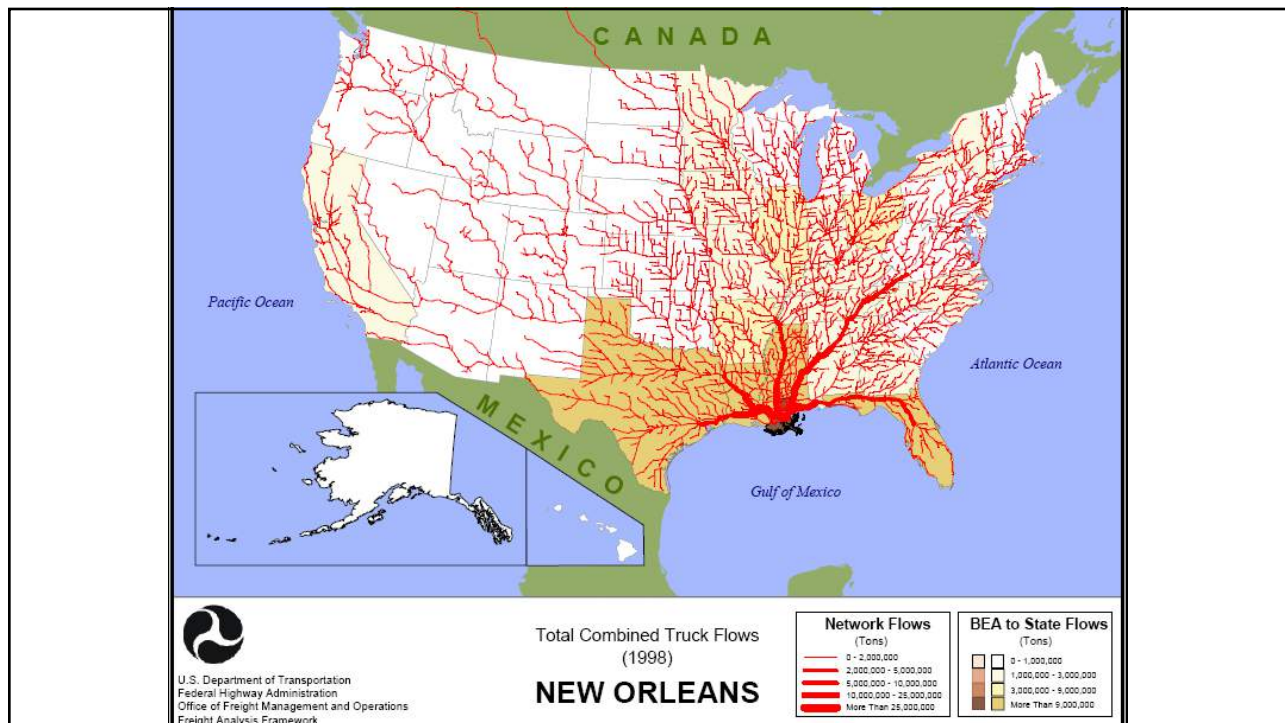 CANADA
Pacific Ocean
Atlantic Ocean
MEXICO
Gulf of Mexico
U.S. Department of Transportation
Federal Highway Administration
Office of Freight Management and Operations
Freight Analysis Framework
Total Combined Truck Flows
(1998)
NEW ORLEANS
Network Flows
(Tons)
0 - 2,000,000
2,000,000 - 5,000,000
5,000,000 - 10,000,000
10,000,000 - 25,000,000
More Than 25,000,000
BEA to State Flows
(Tons)
0 - 1,000,000
1,000,000 - 3,000,000
3,000,000 - 9,000,000
More Than 9,000,000